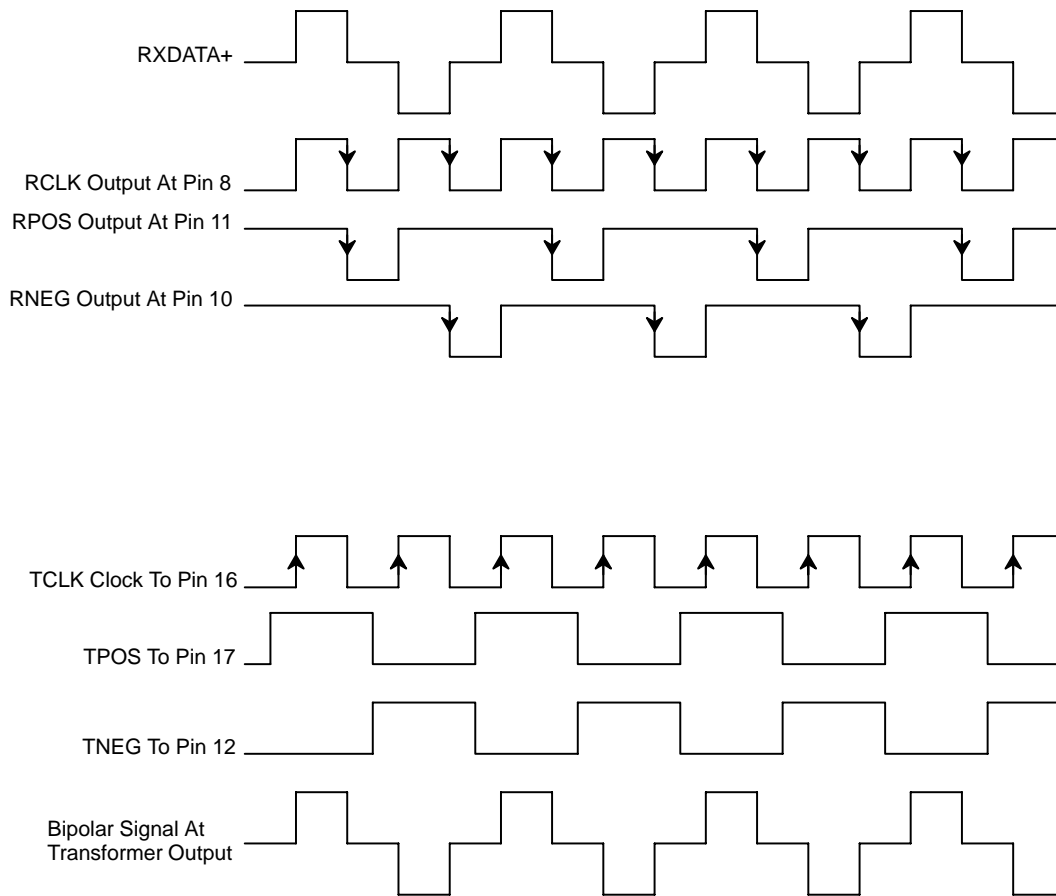 RXDATA+
RCLK Output At Pin 8
RPOS Output At Pin 11
RNEG Output At Pin 10
TCLK Clock To Pin 16
TPOS To Pin 17
TNEG To Pin 12
Bipolar Signal At
Transformer Output